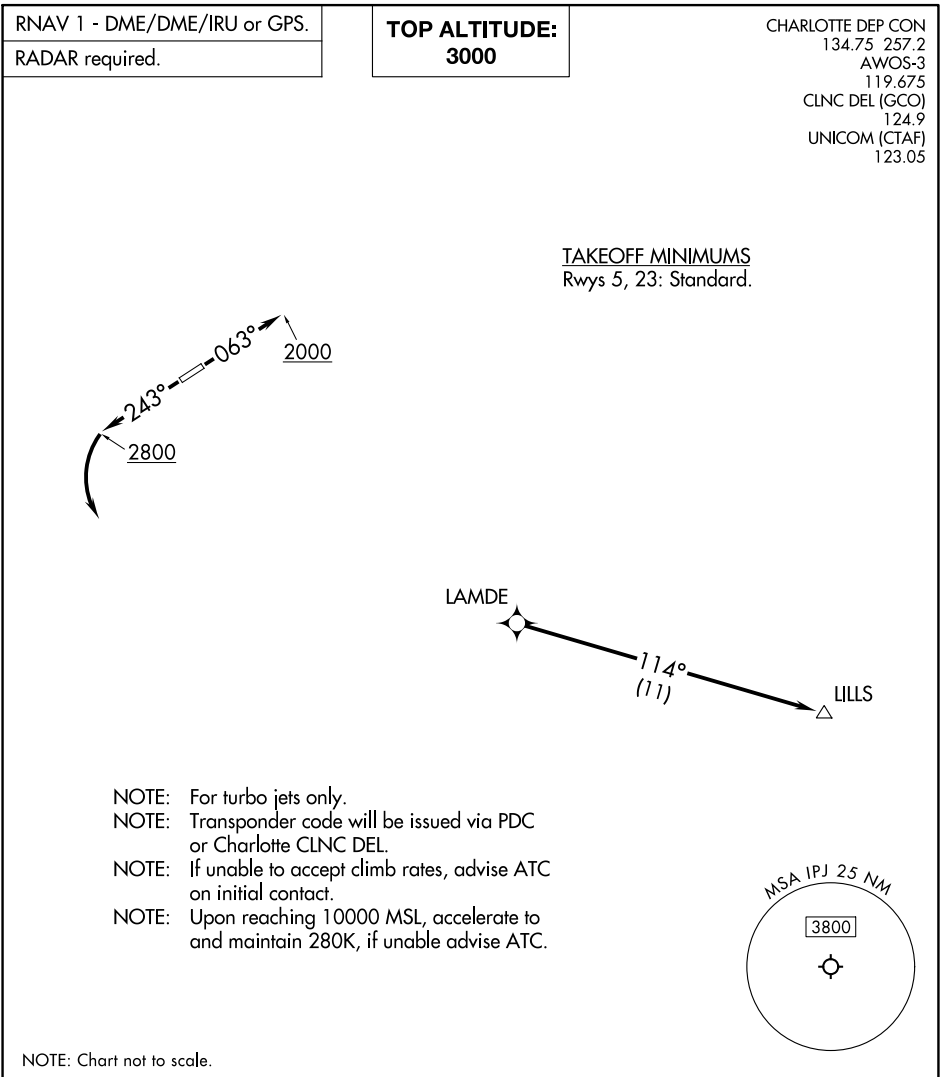 RNAV 1 - DME/DME/IRU or GPS.
RADAR required.
TOP ALTITUDE:
3000
CHARLOTTE DEP CON
134.75 257.2
AWOS-3
119.675
CLNC DEL (GCO)
124.9
UNICOM (CTAF)
123.05
TAKEOFF MINIMUMS
Rwys 5, 23: Standard.
063°
2000
243°
2800
LAMDE
114°
(11)
LILLS
NOTE: For turbo jets only.
NOTE: Transponder code will be issued via PDC
or Charlotte CLNC DEL.
NOTE: If unable to accept climb rates, advise ATC
on initial contact.
NOTE: Upon reaching 10000 MSL, accelerate to
and maintain 280K, if unable advise ATC.
MSA IPJ 25 NM
3800
NOTE: Chart not to scale.